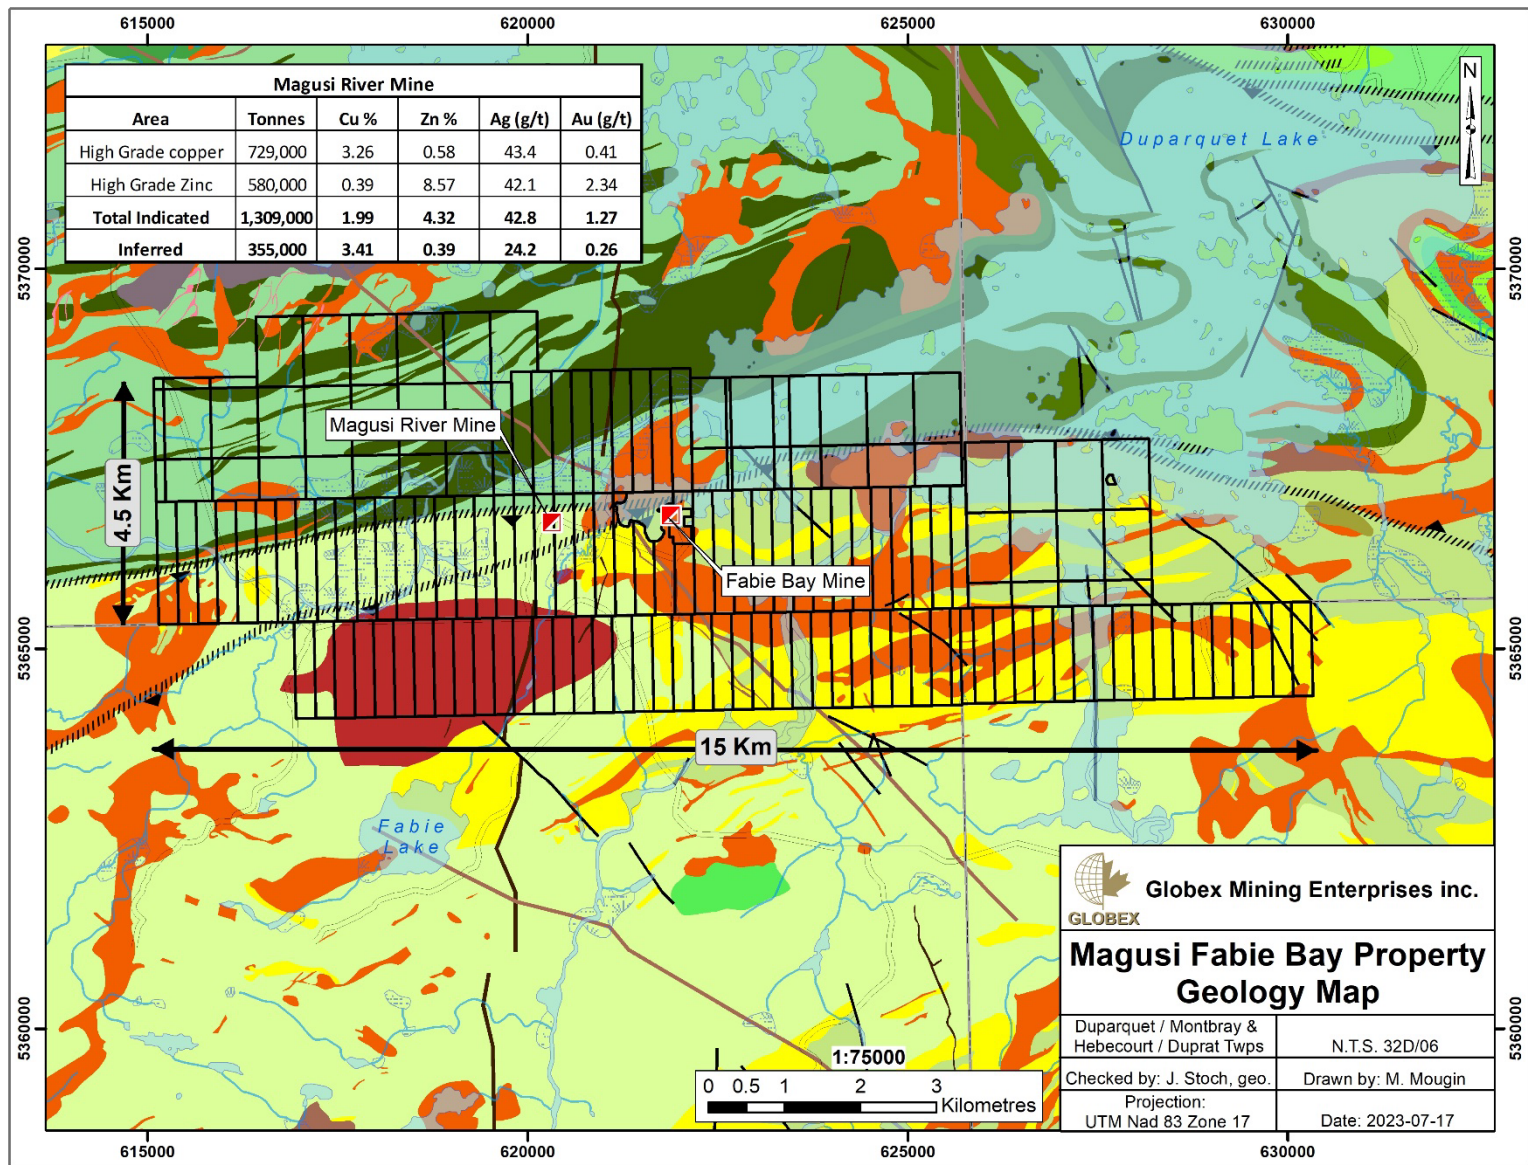 615000 620000 625000 630000
N
Magusi River Mine
Area Tonnes Cu % Zn % Ag (g/t) Au (g/t)
High Grade copper 729,000 3.26 0.58 43.4 0.41
High Grade Zinc 580,000 0.39 8.57 42.1 2.34
Total Indicated 1,309,000 1.99 4.32 42.8 1.27
Inferred 355,000 3.41 0.39 24.2 0.26
Duparquet Lake
5370000 5370000
Magusi River Mine
4.5 Km
Fabie Bay Mine
5365000 5365000
15 Km
Fabie
Lake
GLOBEX
Globex Mining Enterprises inc.
Magusi Fabie Bay Property
Geology Map
Duparquet / Montbray &
Hebecourt / Duprat Twps
N.T.S. 32D/06
5360000 5360000
1:75000
0 0.5 1 2 3
Kilometres
Checked by: J. Stoch, geo.
Drawn by: M. Mougin
Projection:
UTM Nad 83 Zone 17
Date: 2023-07-17
615000 620000 625000 630000